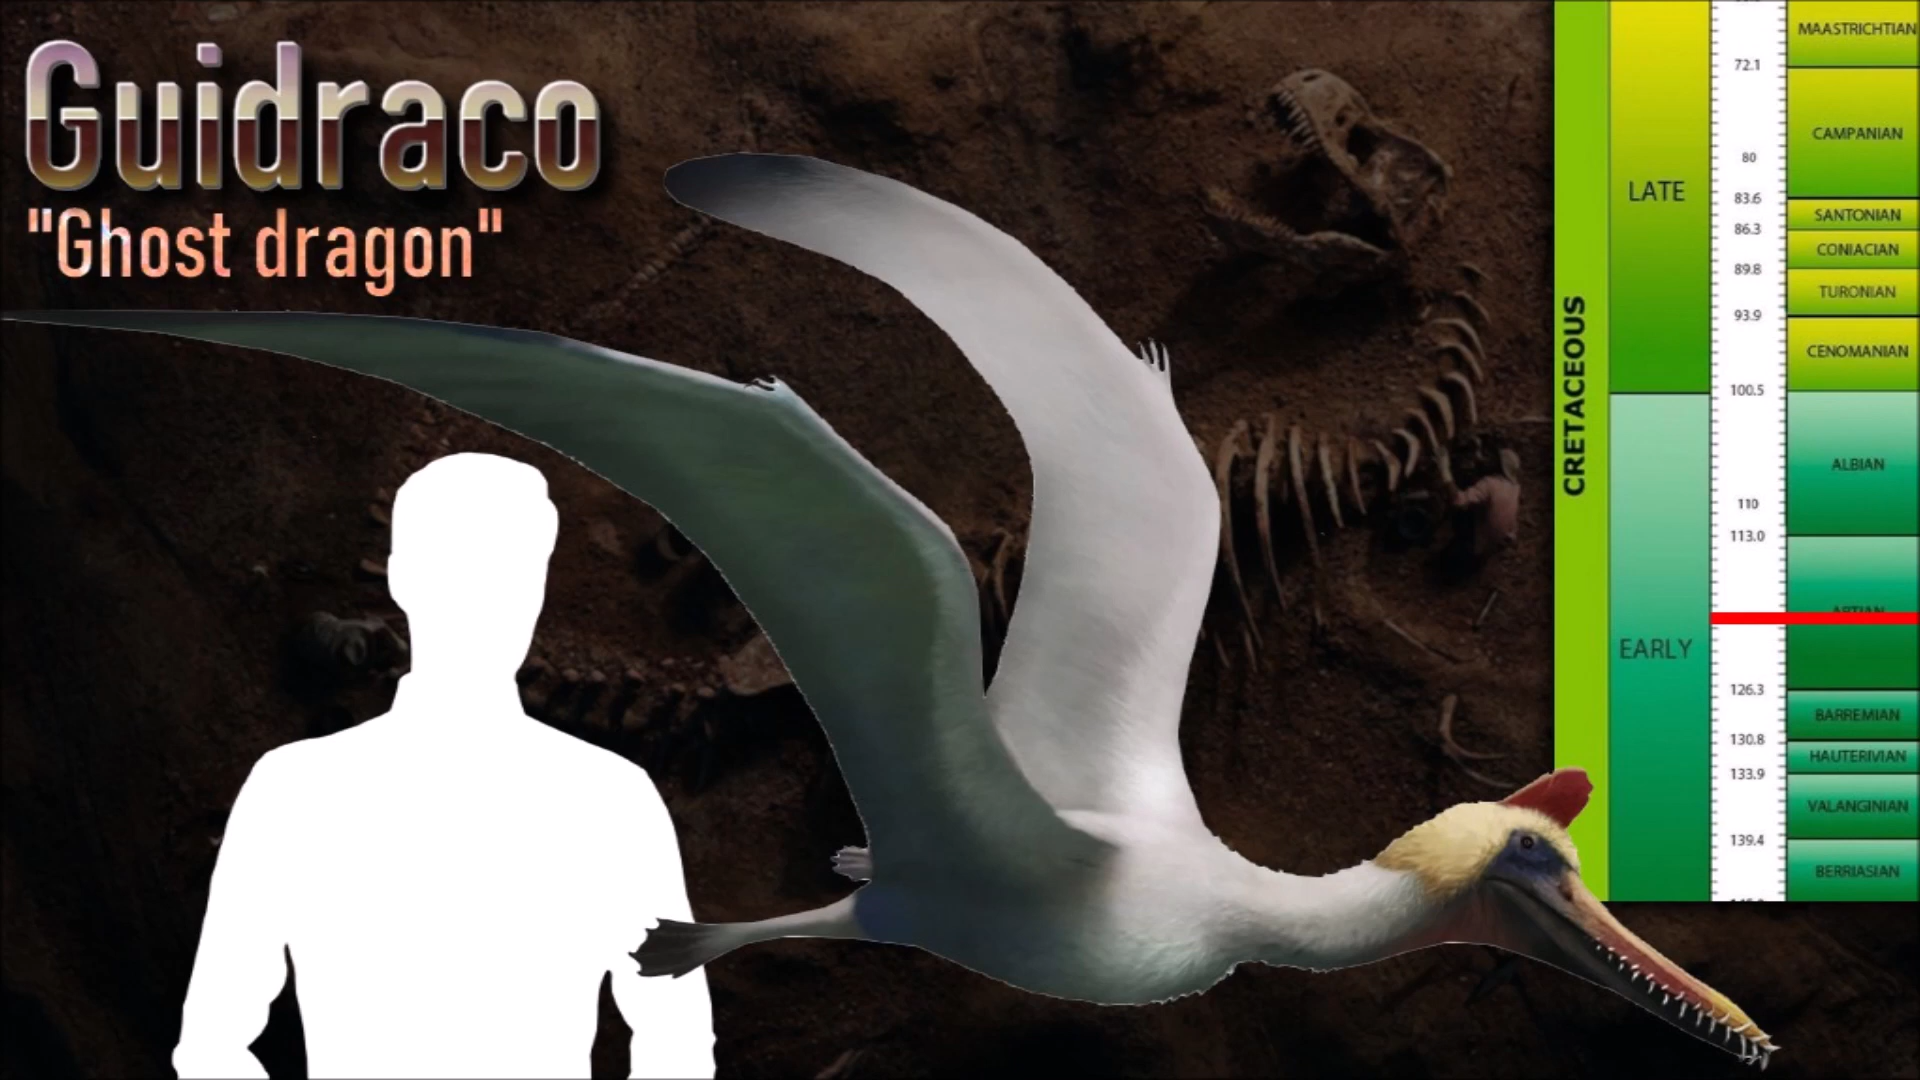 Guidraco
"Ghost dragon"
CRETACEOUS
LATE
EARLY
72.1
80
83.6
86.3
89.8
93.9
100.5
110
113.0
126.3
130.8
133.9
139.4
MAASTRICHTIAN
CAMPANIAN
SANTONIAN
CONIACIAN
TURONIAN
CENOMANIAN
ALBIAN
BARREMIAN
HAUTERIVIAN
VALANGINIAN
BERRIASIAN